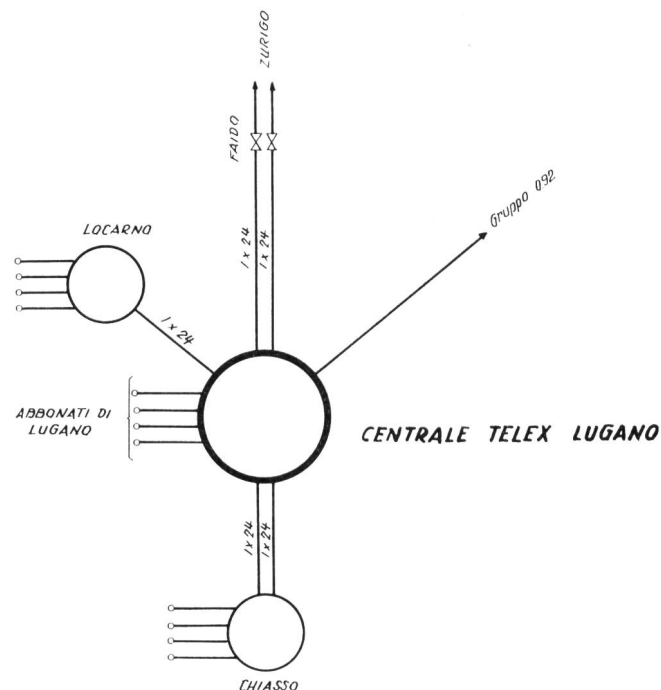 ZURIGO
FAIDO
Gruppo 092
LOCARNO
1 x 24
1 x 24
1 x 24
ABBONATI DI
LUGANO
CENTRALE TELEX LUGANO
1 x 24
1 x 24
CHIASSO